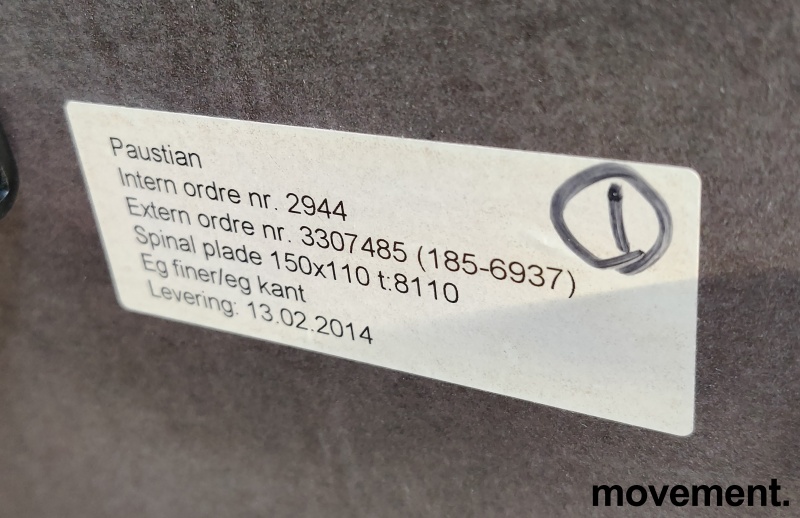 Paustian
Intern ordre nr. 2944
Extern ordre nr. 3307485 (185-6937)
Spinal plade 150x110 t:8110
Eg finer/eg kant
Levering: 13.02.2014
1
movement.